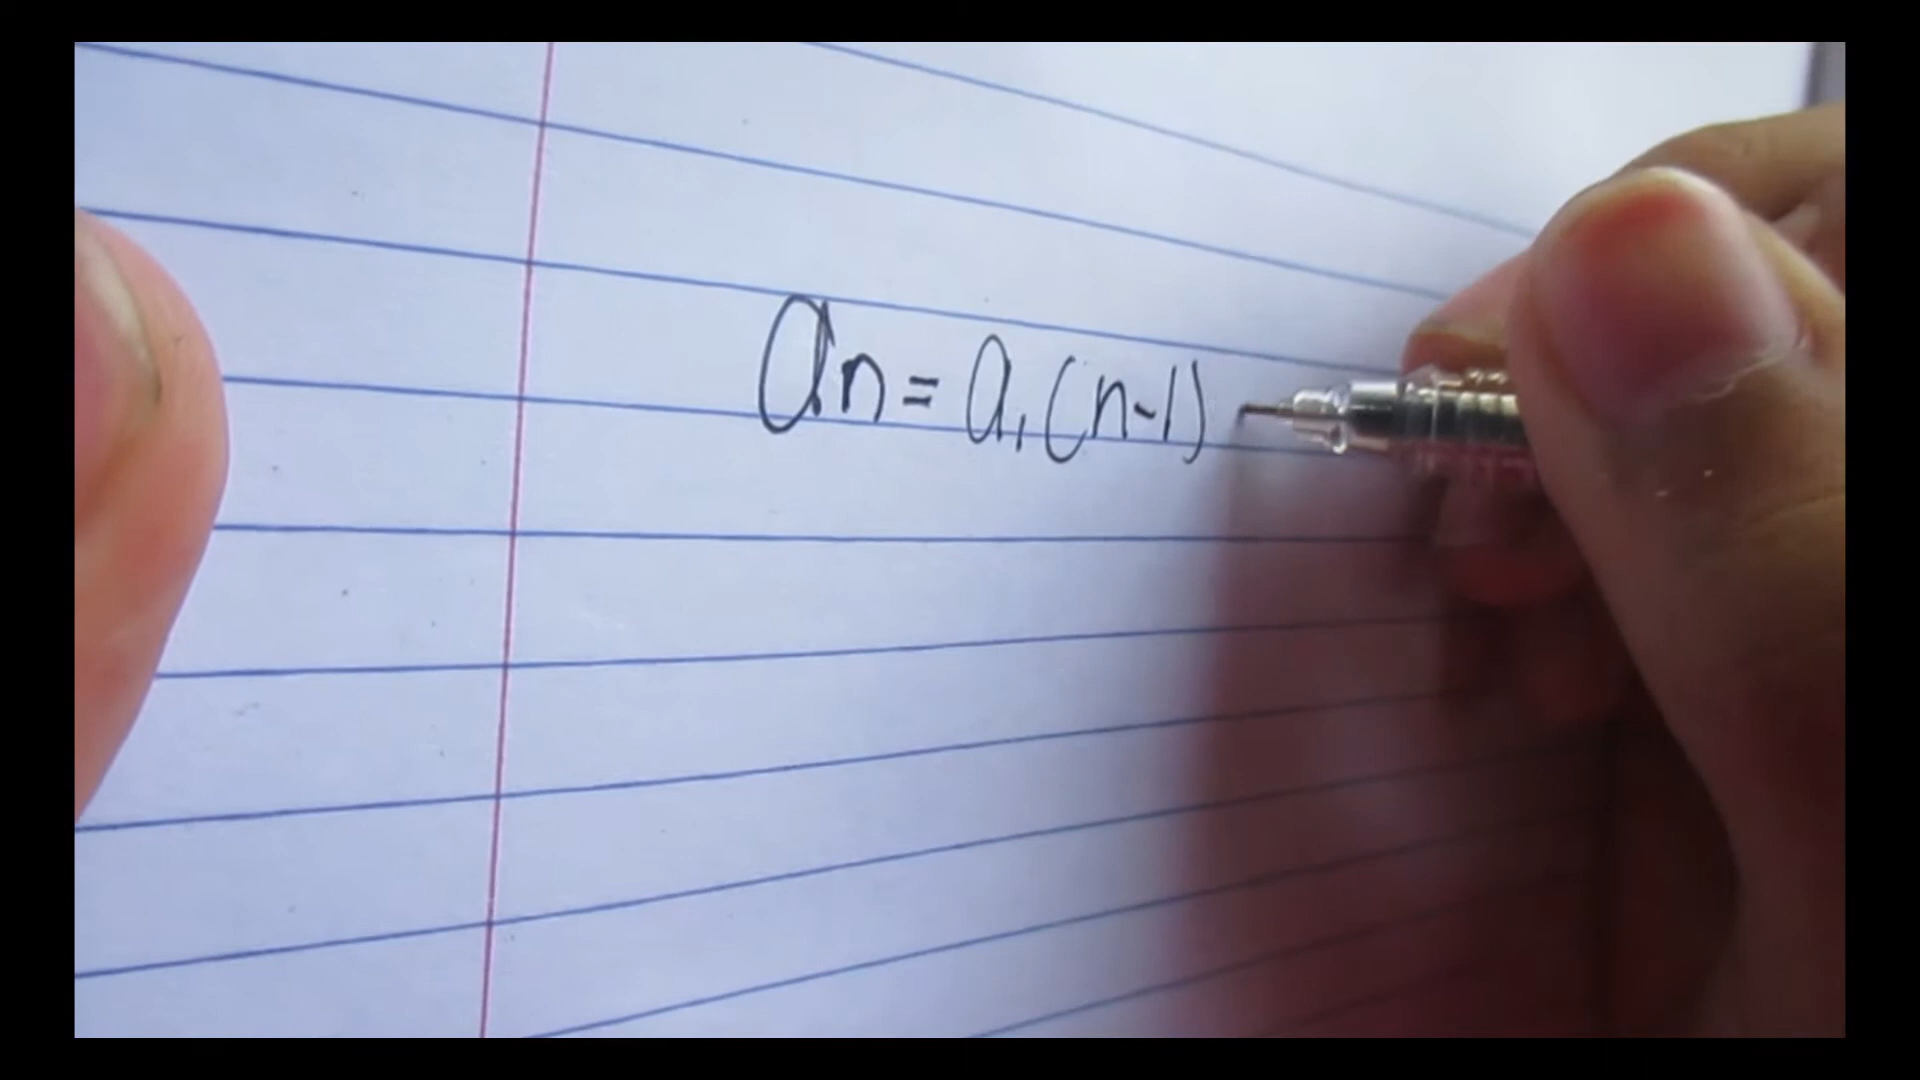 an = a₁(n-1)